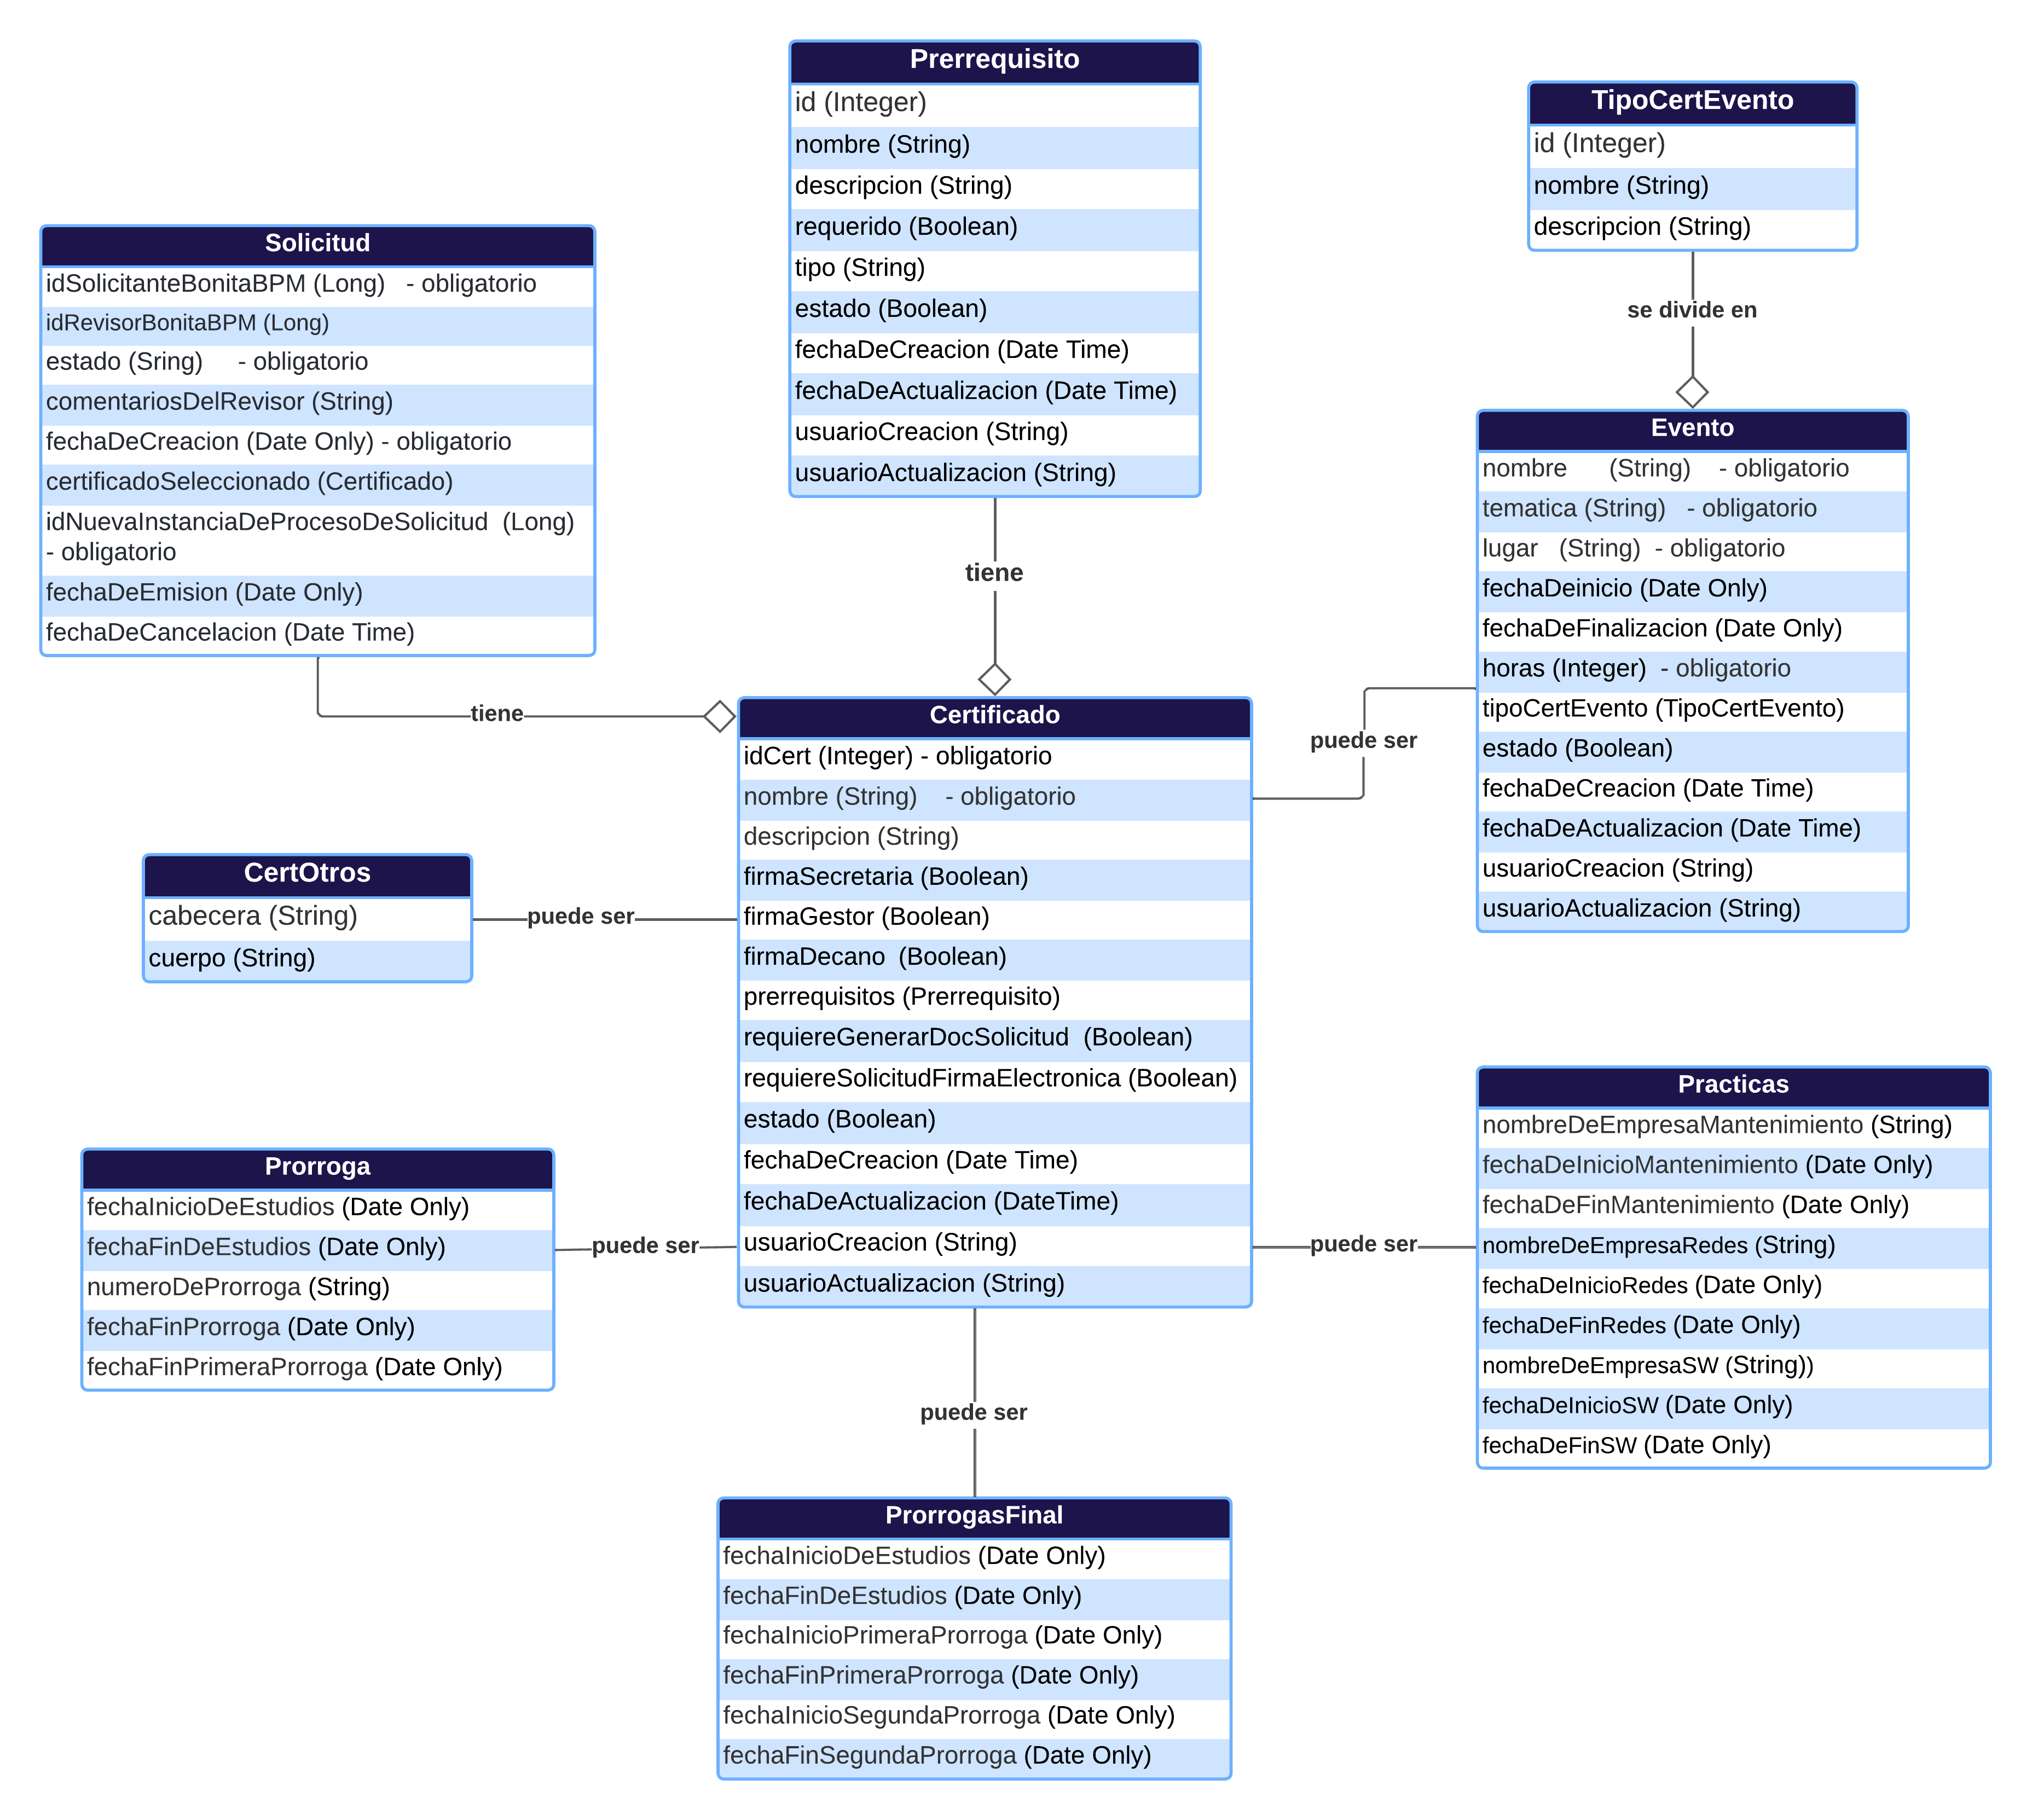 Prerrequisito
id (Integer)
nombre (String)
descripcion (String)
requerido (Boolean)
tipo (String)
estado (Boolean)
fechaDeCreacion (Date Time)
fechaDeActualizacion (Date Time)
usuarioCreacion (String)
usuarioActualizacion (String)
TipoCertEvento
id (Integer)
nombre (String)
descripcion (String)
se divide en
Solicitud
idSolicitanteBonitaBPM (Long) - obligatorio
idRevisorBonitaBPM (Long)
estado (Sring) - obligatorio
comentariosDelRevisor (String)
fechaDeCreacion (Date Only) - obligatorio
certificadoSeleccionado (Certificado)
idNuevaInstanciaDeProcesoDeSolicitud (Long)
- obligatorio
fechaDeEmision (Date Only)
fechaDeCancelacion (Date Time)
tiene
tiene
Evento
nombre (String) - obligatorio
tematica (String) - obligatorio
lugar (String) - obligatorio
fechaDeinicio (Date Only)
fechaDeFinalizacion (Date Only)
horas (Integer) - obligatorio
tipoCertEvento (TipoCertEvento)
estado (Boolean)
fechaDeCreacion (Date Time)
fechaDeActualizacion (Date Time)
usuarioCreacion (String)
usuarioActualizacion (String)
puede ser
Certificado
idCert (Integer) - obligatorio
nombre (String) - obligatorio
descripcion (String)
firmaSecretaria (Boolean)
firmaGestor (Boolean)
firmaDecano (Boolean)
prerrequisitos (Prerrequisito)
requiereGenerarDocSolicitud (Boolean)
requiereSolicitudFirmaElectronica (Boolean)
estado (Boolean)
fechaDeCreacion (Date Time)
fechaDeActualizacion (DateTime)
usuarioCreacion (String)
usuarioActualizacion (String)
CertOtros
cabecera (String)
cuerpo (String)
puede ser
Prorroga
fechaInicioDeEstudios (Date Only)
fechaFinDeEstudios (Date Only)
numeroDeProrroga (String)
fechaFinProrroga (Date Only)
fechaFinPrimeraProrroga (Date Only)
puede ser
puede ser
Practicas
nombreDeEmpresaMantenimiento (String)
fechaDeInicioMantenimiento (Date Only)
fechaDeFinMantenimiento (Date Only)
nombreDeEmpresaRedes (String)
fechaDeInicioRedes (Date Only)
fechaDeFinRedes (Date Only)
nombreDeEmpresaSW (String))
fechaDeInicioSW (Date Only)
fechaDeFinSW (Date Only)
puede ser
ProrrogasFinal
fechaInicioDeEstudios (Date Only)
fechaFinDeEstudios (Date Only)
fechaInicioPrimeraProrroga (Date Only)
fechaFinPrimeraProrroga (Date Only)
fechaInicioSegundaProrroga (Date Only)
fechaFinSegundaProrroga (Date Only)